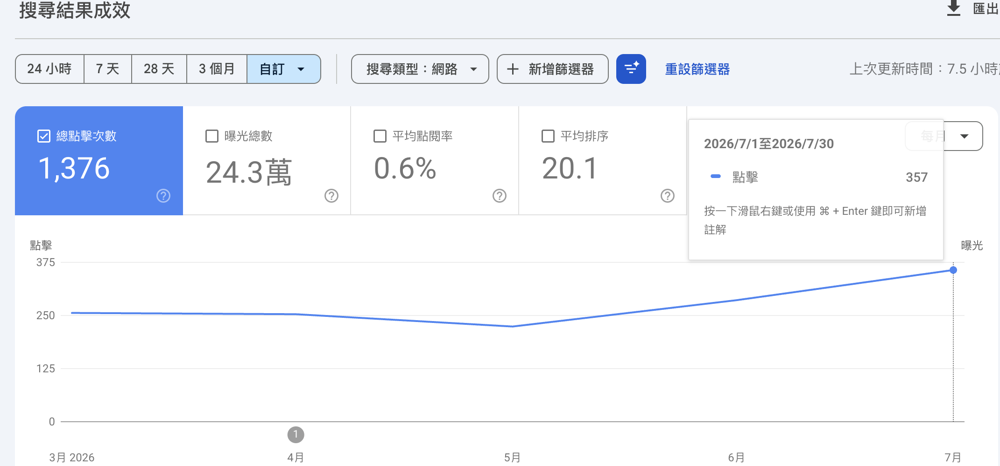 搜尋結果成效
匯出
24 小時
7 天
28 天
3 個月
自訂
搜尋類型：網路
新增篩選器
重設篩選器
上次更新時間：7.5 小時
總點擊次數
1,376
曝光總數
24.3萬
平均點閱率
0.6%
平均排序
20.1
每月
2026/7/1至2026/7/30
點擊
357
按一下滑鼠右鍵或使用 ⌘ + Enter 鍵即可新增
註解
點擊
曝光
375
250
125
0
1
3月 2026
4月
5月
6月
7月